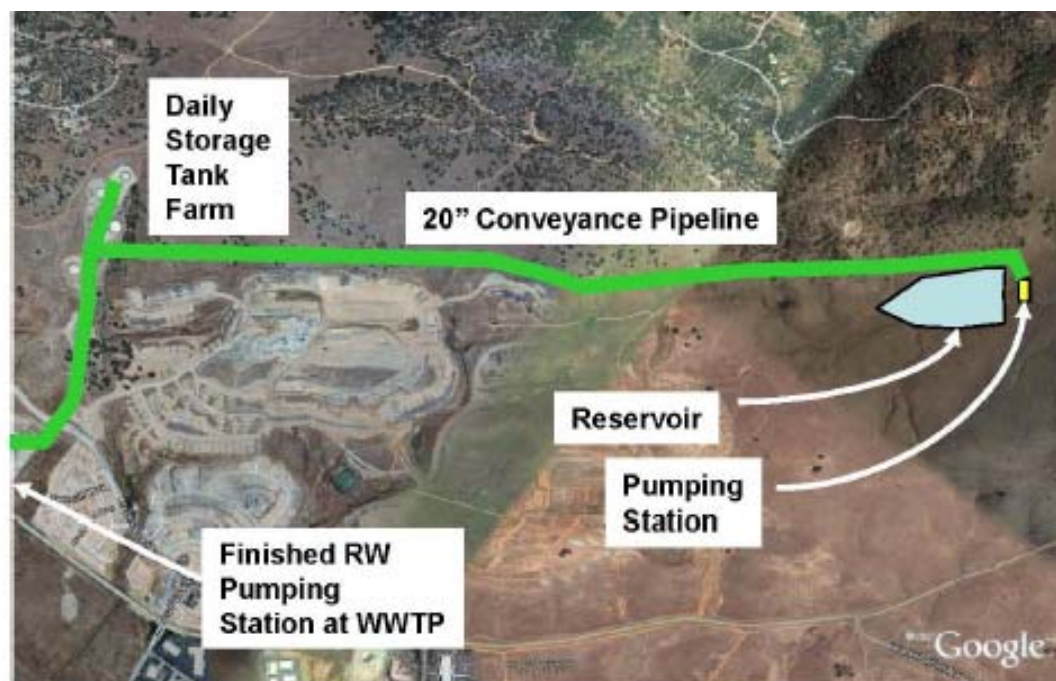 Daily
Storage
Tank
Farm
20” Conveyance Pipeline
Reservoir
Pumping
Station
Finished RW
Pumping
Station at WWTP
Google